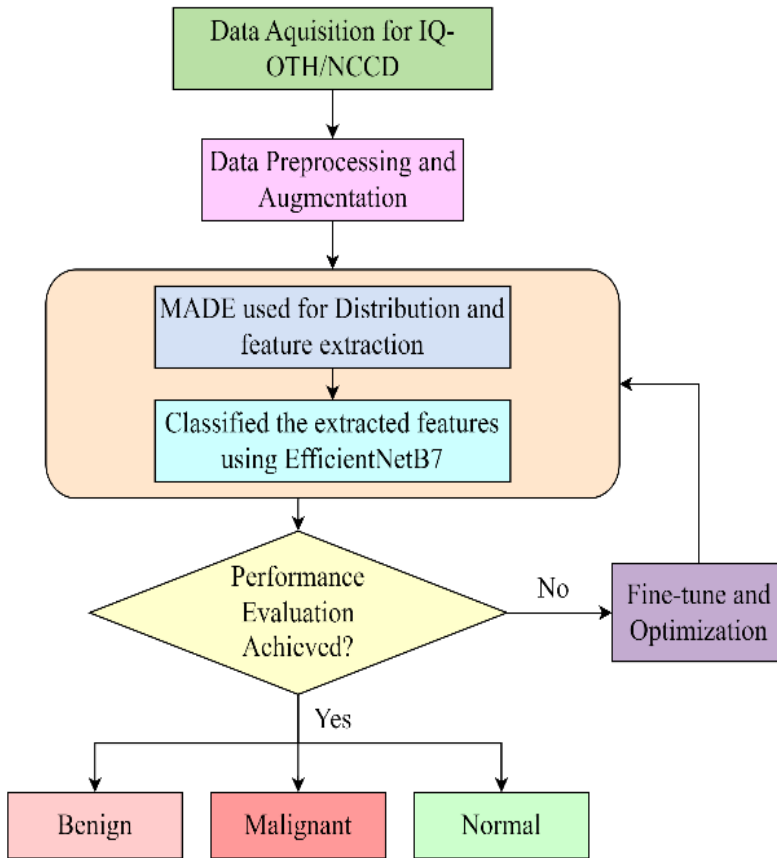 Data Aquisition for IQ-
OTH/NCCD
Data Preprocessing and
Augmentation
MADE used for Distribution and
feature extraction
Classified the extracted features
using EfficientNetB7
Performance
Evaluation
Achieved?
No
Fine-tune and
Optimization
Yes
Benign
Malignant
Normal